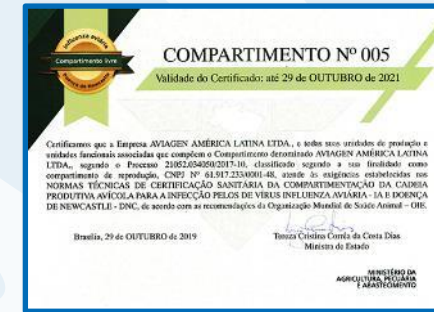 Influenza aviária
Compartimento livre
Doença de Newcastle
COMPARTIMENTO Nº 005
Validade do Certificado: até 29 de OUTUBRO de 2021
Certificamos que a Empresa AVIAGEN AMÉRICA LATINA LTDA., e todas suas unidades de produção e
unidades funcionais associadas que compõem o Compartimento denominado AVIAGEN AMÉRICA LATINA
LTDA., segundo o Processo 21052.034050/2017-10, classificado segundo a sua finalidade como
compartimento de reprodução, CNPJ Nº 61.917.233/0001-48, atende às exigências estabelecidas nas
NORMAS TÉCNICAS DE CERTIFICAÇÃO SANITÁRIA DA COMPARTIMENTAÇÃO DA CADEIA
PRODUTIVA AVÍCOLA PARA A INFECÇÃO PELOS DE VIRUS INFLUENZA AVIÁRIA - IA E DOENÇA
DE NEWCASTLE - DNC, de acordo com as recomendações da Organização Mundial de Saúde Animal – OIE.
Brasília, 29 de OUTUBRO de 2019
Tereza Cristina Corrêa da Costa Dias
Ministra de Estado
MINISTÉRIO DA
AGRICULTURA, PECUÁRIA
E ABASTECIMENTO